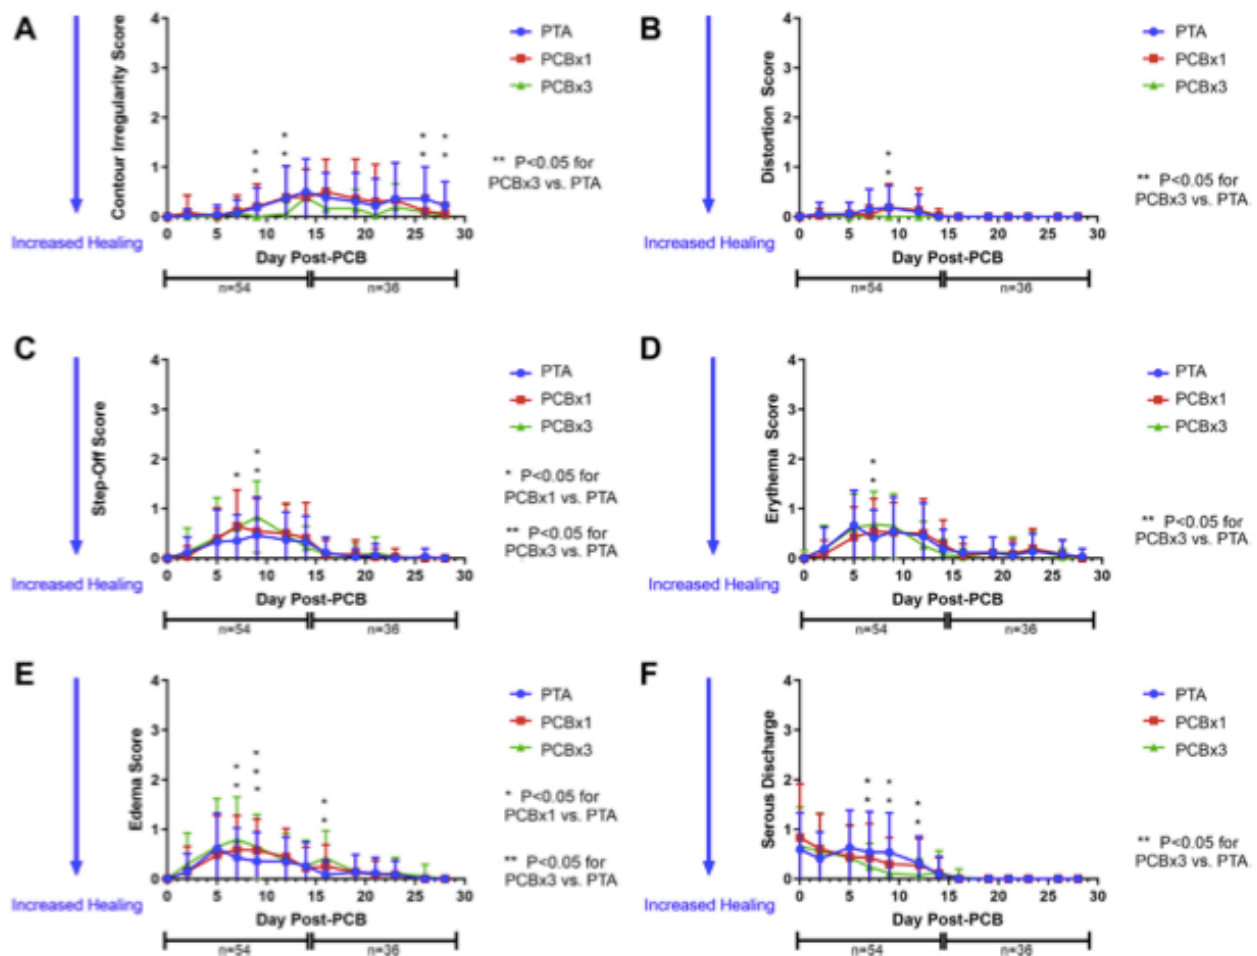 A
Contour Irregularity Score
4
3
2
1
0
0 5 10 15 20 25 30
Day Post-PCB
n=54 n=36
Increased Healing
PTA
PCBx1
PCBx3
** P<0.05 for
PCBx3 vs. PTA
* * * *
* * * *
B
Distortion Score
4
3
2
1
0
0 5 10 15 20 25 30
Day Post-PCB
n=54 n=36
Increased Healing
PTA
PCBx1
PCBx3
** P<0.05 for
PCBx3 vs. PTA
*
*
C
Step-Off Score
4
3
2
1
0
0 5 10 15 20 25 30
Day Post-PCB
n=54 n=36
Increased Healing
PTA
PCBx1
PCBx3
* P<0.05 for
PCBx1 vs. PTA
** P<0.05 for
PCBx3 vs. PTA
*
* *
D
Erythema Score
4
3
2
1
0
0 5 10 15 20 25 30
Day Post-PCB
n=54 n=36
Increased Healing
PTA
PCBx1
PCBx3
** P<0.05 for
PCBx3 vs. PTA
*
*
E
Edema Score
4
3
2
1
0
0 5 10 15 20 25 30
Day Post-PCB
n=54 n=36
Increased Healing
PTA
PCBx1
PCBx3
* P<0.05 for
PCBx1 vs. PTA
** P<0.05 for
PCBx3 vs. PTA
*
* *
* * *
*
F
Serous Discharge
4
3
2
1
0
0 5 10 15 20 25 30
Day Post-PCB
n=54 n=36
Increased Healing
PTA
PCBx1
PCBx3
** P<0.05 for
PCBx3 vs. PTA
* * *
* * *